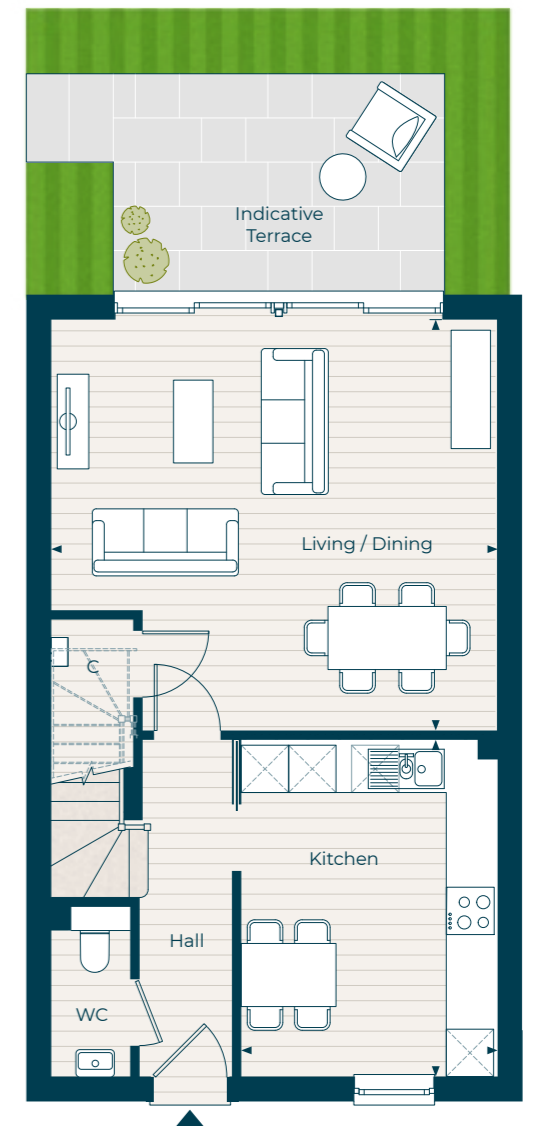 Indicative
Terrace
Living / Dining
C
Kitchen
Hall
WC